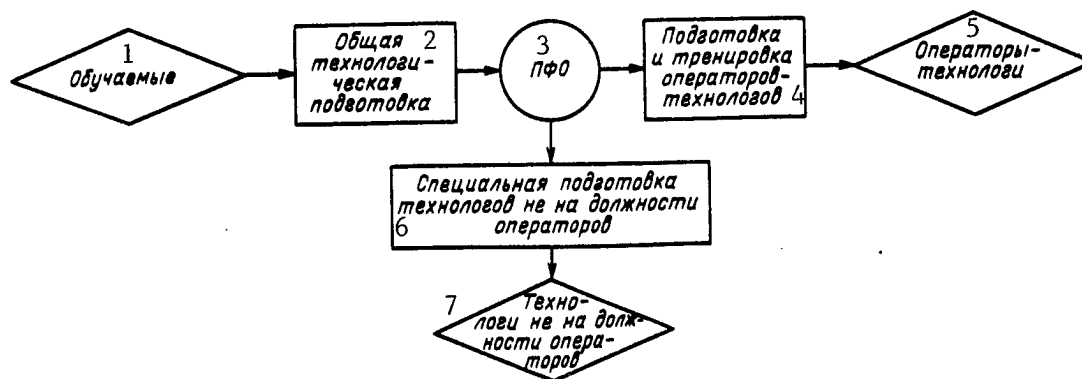 1
Обучаемые
Общая 2
технологи-
ческая
подготовка
3
ПФО
Подготовка
и тренировка
операторов-
технологов 4
5
Операторы-
технологи
Специальная подготовка
технологов не на должности
операторов
6
7
Техно-
логи не на долж-
ности опера-
торов